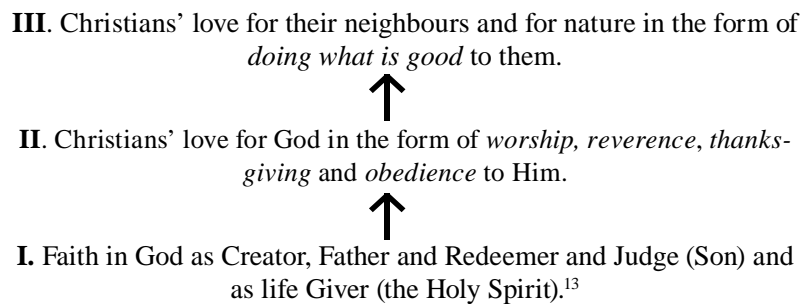 III. Christians’ love for their neighbours and for nature in the form of
doing what is good to them.
II. Christians’ love for God in the form of worship, reverence, thanks-
giving and obedience to Him.
I. Faith in God as Creator, Father and Redeemer and Judge (Son) and
as life Giver (the Holy Spirit).13